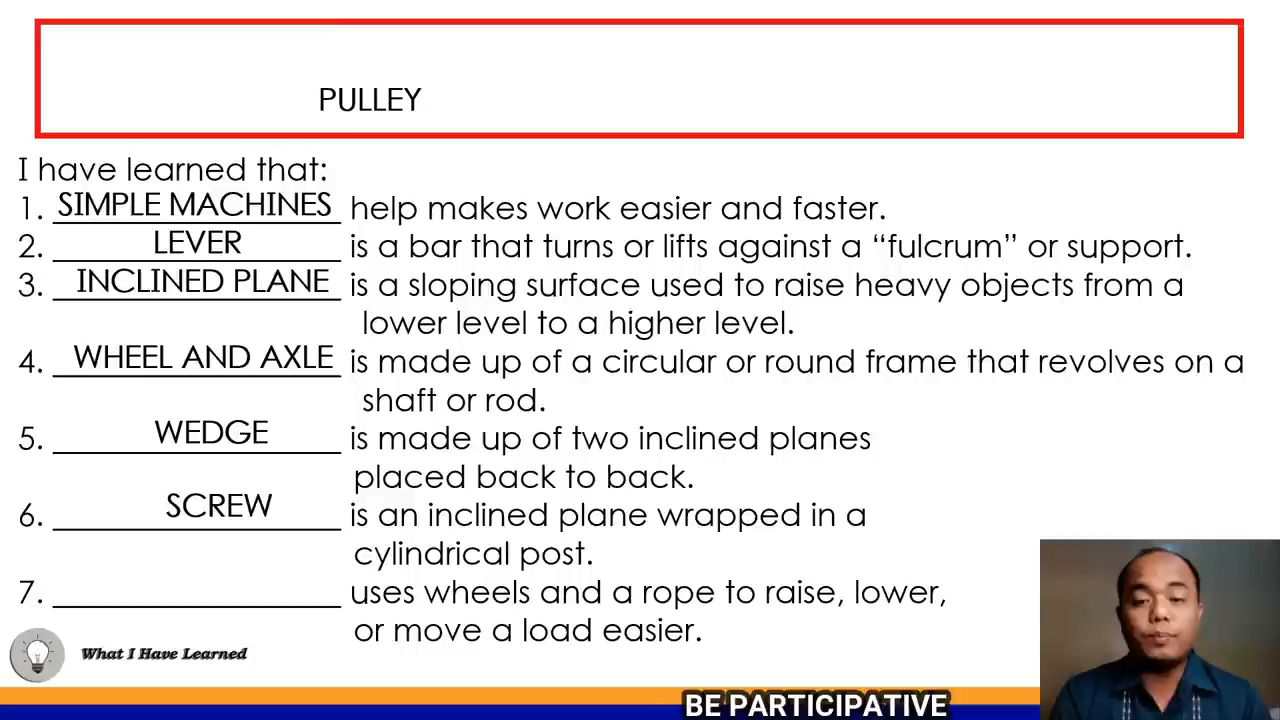 PULLEY
I have learned that:
1. SIMPLE MACHINES help makes work easier and faster.
2. LEVER is a bar that turns or lifts against a “fulcrum” or support.
3. INCLINED PLANE is a sloping surface used to raise heavy objects from a
lower level to a higher level.
4. WHEEL AND AXLE is made up of a circular or round frame that revolves on a
shaft or rod.
5. WEDGE is made up of two inclined planes
placed back to back.
6. SCREW is an inclined plane wrapped in a
cylindrical post.
7. ____________________ uses wheels and a rope to raise, lower,
or move a load easier.
What I Have Learned
BE PARTICIPATIVE